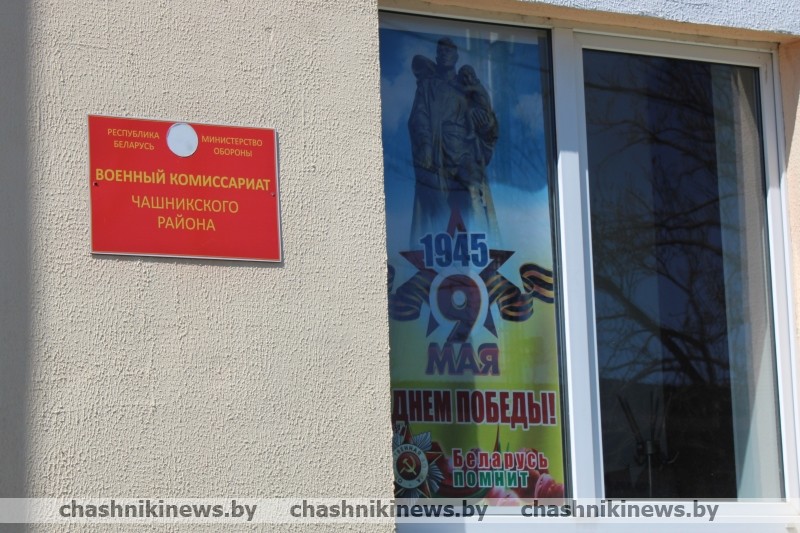 РЕСПУБЛИКА
БЕЛАРУСЬ
МИНИСТЕРСТВО
ОБОРОНЫ
ВОЕННЫЙ КОМИССАРИАТ
ЧАШНИКСКОГО
РАЙОНА
1945
9
МАЯ
ДНЕМ ПОБЕДЫ!
Беларусь
ПОМНИТ
chashnikinews.by chashnikinews.by chashnikinews.by